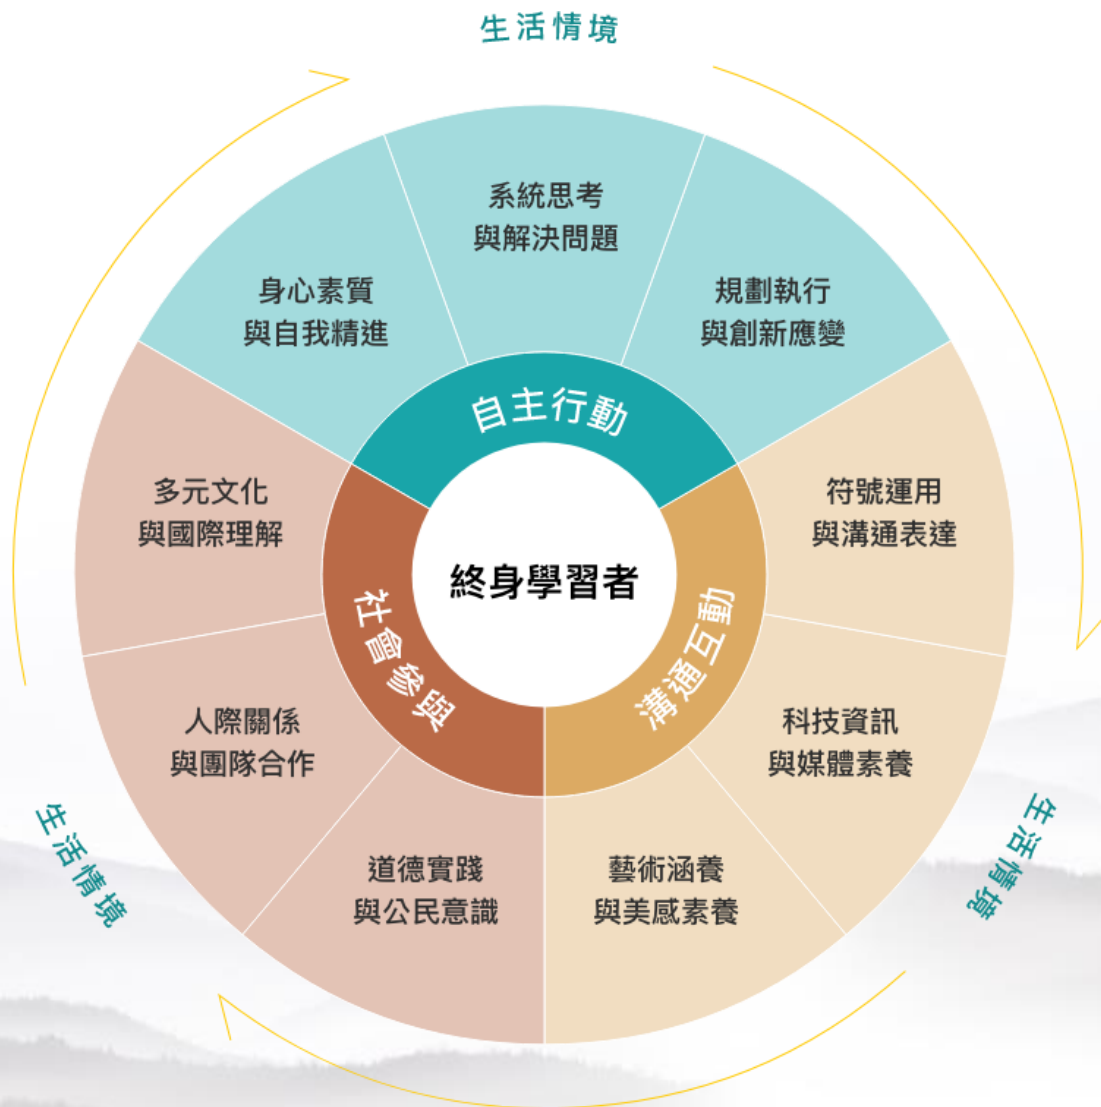 生活情境
系統思考
與解決問題
身心素質
與自我精進
規劃執行
與創新應變
自主行動
多元文化
與國際理解
符號運用
與溝通表達
終身學習者
社會參與
溝通互動
人際關係
與團隊合作
科技資訊
與媒體素養
生活情境
生活情境
道德實踐
與公民意識
藝術涵養
與美感素養